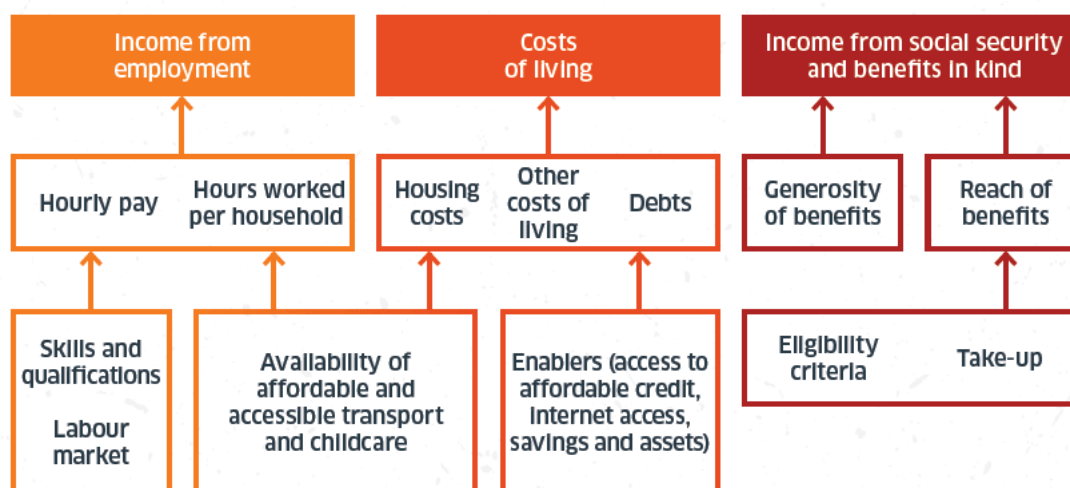 Income from
employment
Costs
of living
Income from social security
and benefits in kind
Hourly pay
Hours worked
per household
Housing
costs
Other
costs of
living
Debts
Generosity
of benefits
Reach of
benefits
Skills and
qualifications
Labour
market
Availability of
affordable and
accessible transport
and childcare
Enablers (access to
affordable credit,
internet access,
savings and assets)
Eligibility
criteria
Take-up